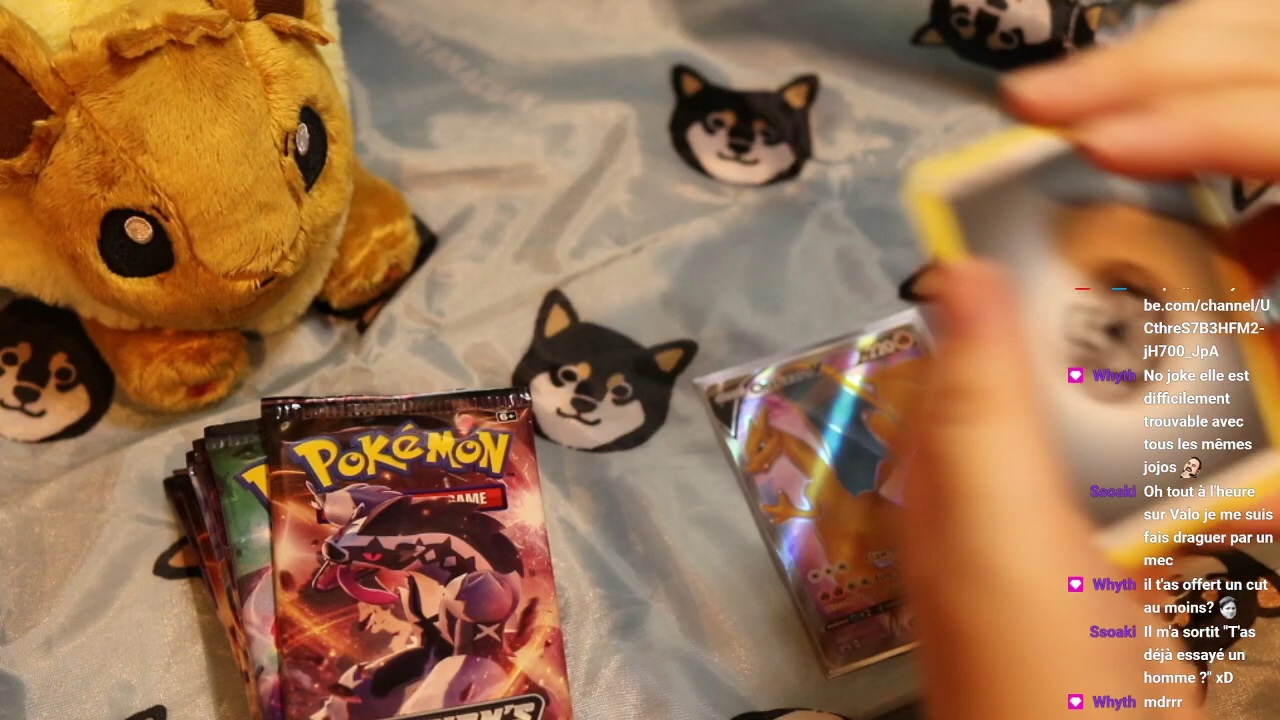 POKÉMON
6+
GAME
be.com/channel/U
CthreS7B3HFM2-
jH700_JpA
Whyth No joke elle est
difficilement
trouvable avec
tous les mêmes
jojos
Ssoaki Oh tout à l'heure
sur Valo je me suis
fais draguer par un
mec
Whyth il t'as offert un cut
au moins?
Ssoaki Il m'a sortit "T'as
déjà essayé un
homme ?" xD
Whyth mdrrr